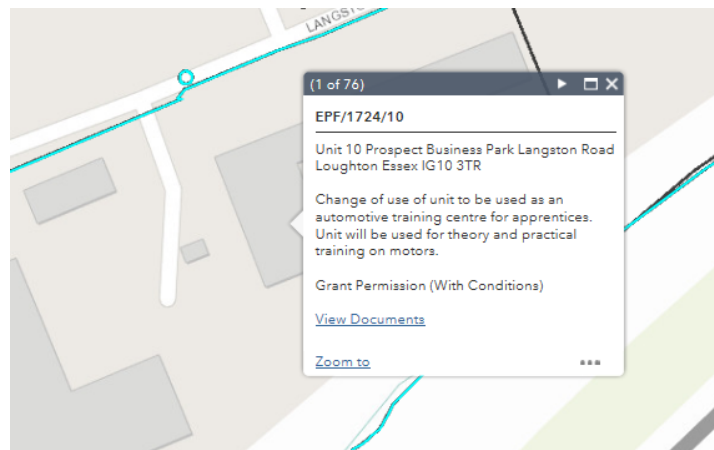 LANGSTO
(1 of 76)
EPF/1724/10
Unit 10 Prospect Business Park Langston Road
Loughton Essex IG10 3TR
Change of use of unit to be used as an
automotive training centre for apprentices.
Unit will be used for theory and practical
training on motors.
Grant Permission (With Conditions)
View Documents
Zoom to